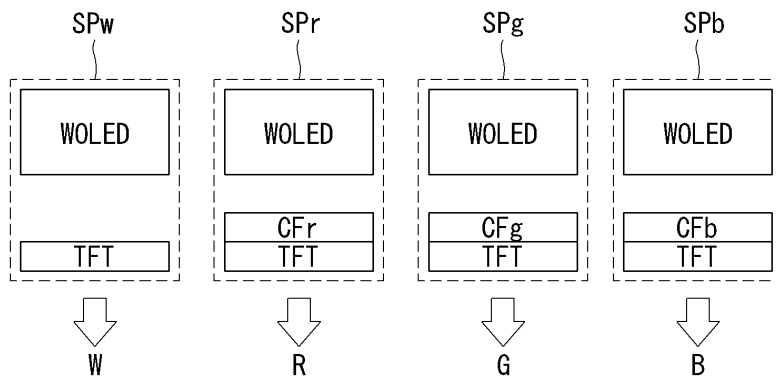 SPw SPr SPg SPb
WOLED WOLED WOLED WOLED
CFr CFg CFb
TFT TFT TFT TFT
W R G B